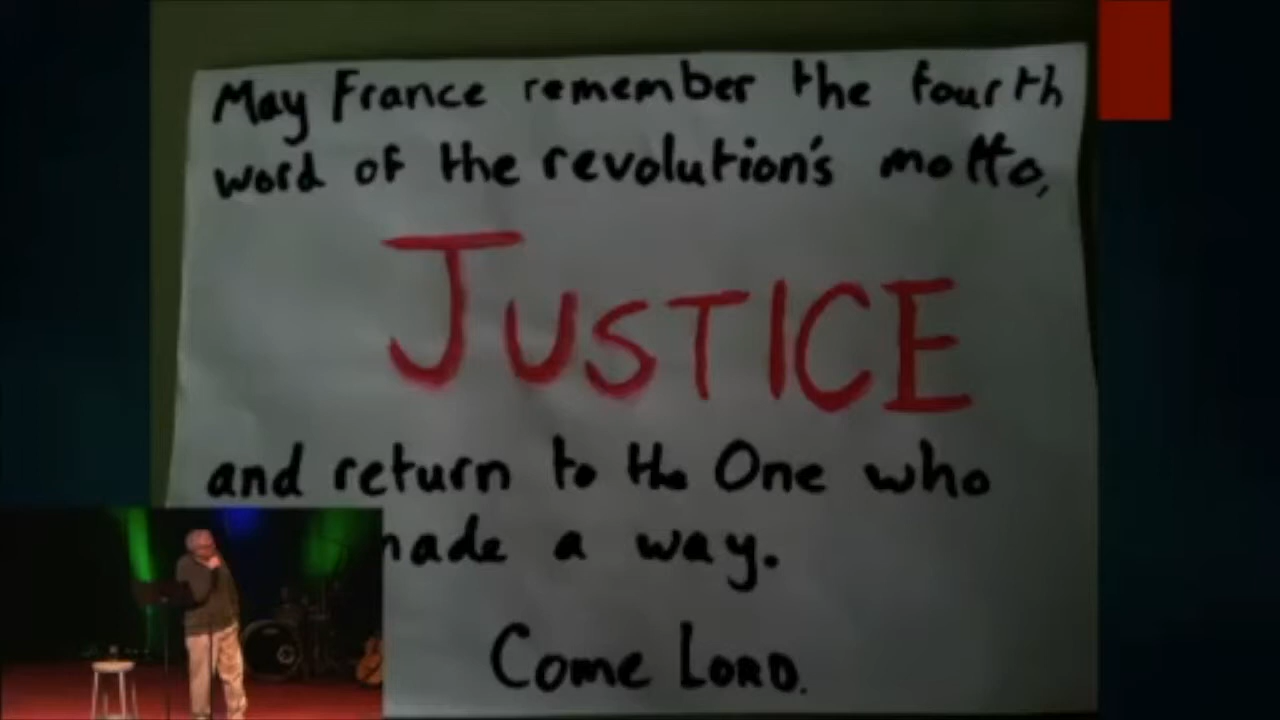 May France remember the fourth
word of the revolution's motto,
JUSTICE
and return to the One who
made a way.
Come LORD.